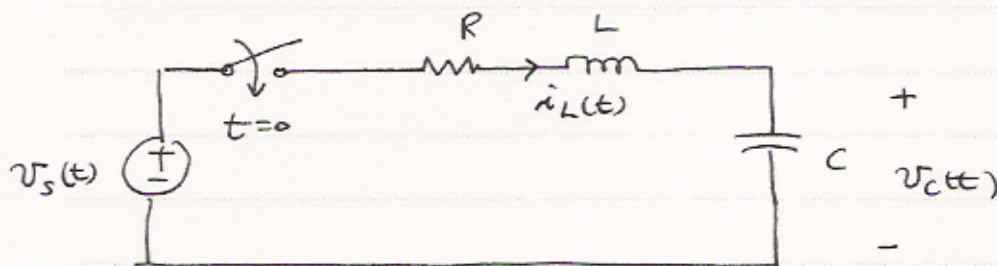 R
L
i_L(t)
t=0
+
-
v_s(t)
+
C
v_c(t)
-